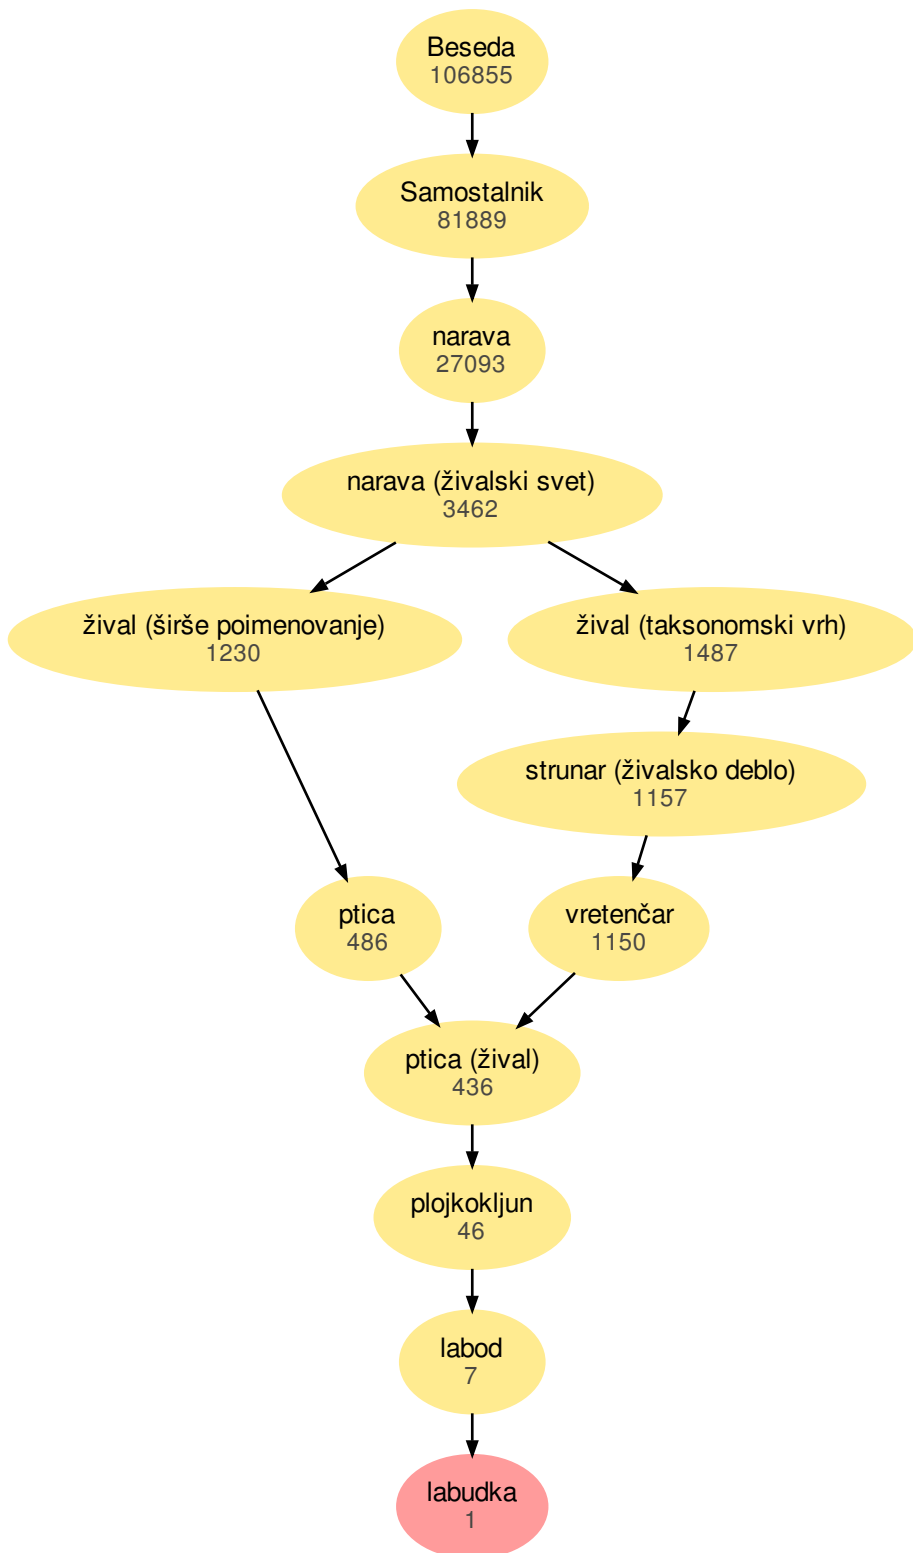 Beseda
106855
Samostalnik
81889
narava
27093
narava (živalski svet)
3462
žival (širše poimenovanje)
1230
žival (taksonomski vrh)
1487
strunar (živalsko deblo)
1157
ptica
486
vretenčar
1150
ptica (žival)
436
plojkokljun
46
labod
7
labudka
1